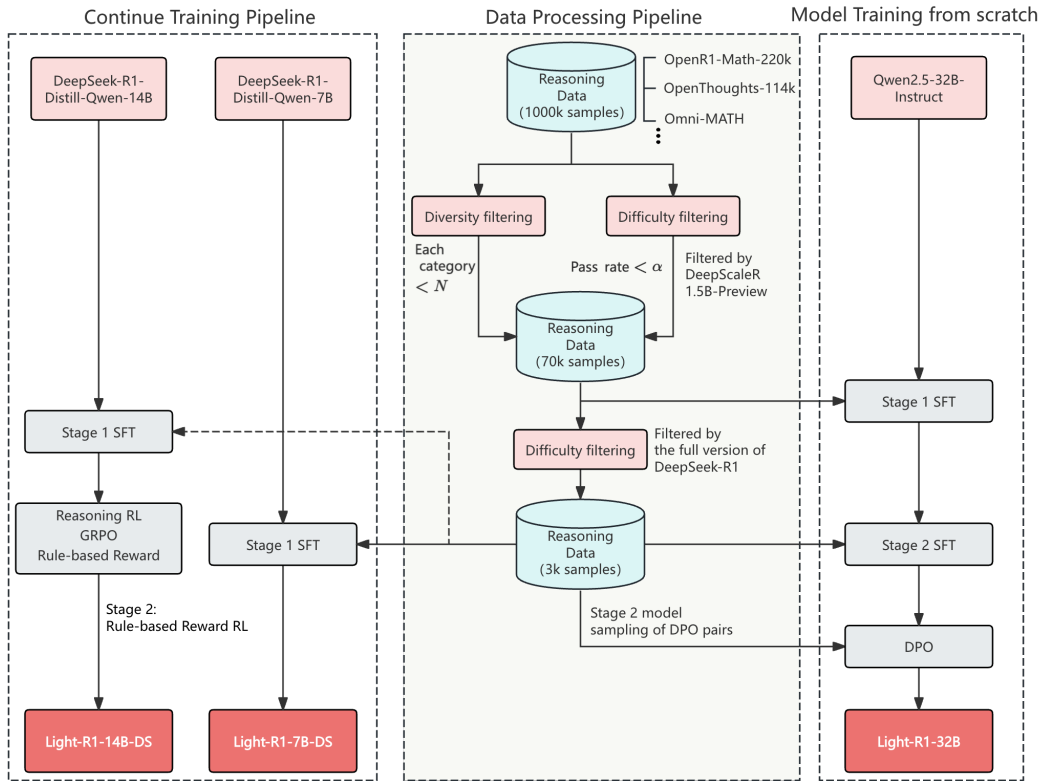 Continue Training Pipeline
Data Processing Pipeline
Model Training from scratch
DeepSeek-R1-
Distill-Qwen-14B
DeepSeek-R1-
Distill-Qwen-7B
Stage 1 SFT
Reasoning RL
GRPO
Rule-based Reward
Stage 1 SFT
Stage 2:
Rule-based Reward RL
Light-R1-14B-DS
Light-R1-7B-DS
Reasoning
Data
(1000k samples)
OpenR1-Math-220k
OpenThoughts-114k
Omni-MATH
Diversity filtering
Difficulty filtering
Each
category
< N
Pass rate < α
Filtered by
DeepScaleR
1.5B-Preview
Reasoning
Data
(70k samples)
Difficulty filtering
Filtered by
the full version of
DeepSeek-R1
Reasoning
Data
(3k samples)
Stage 2 model
sampling of DPO pairs
Qwen2.5-32B-
Instruct
Stage 1 SFT
Stage 2 SFT
DPO
Light-R1-32B